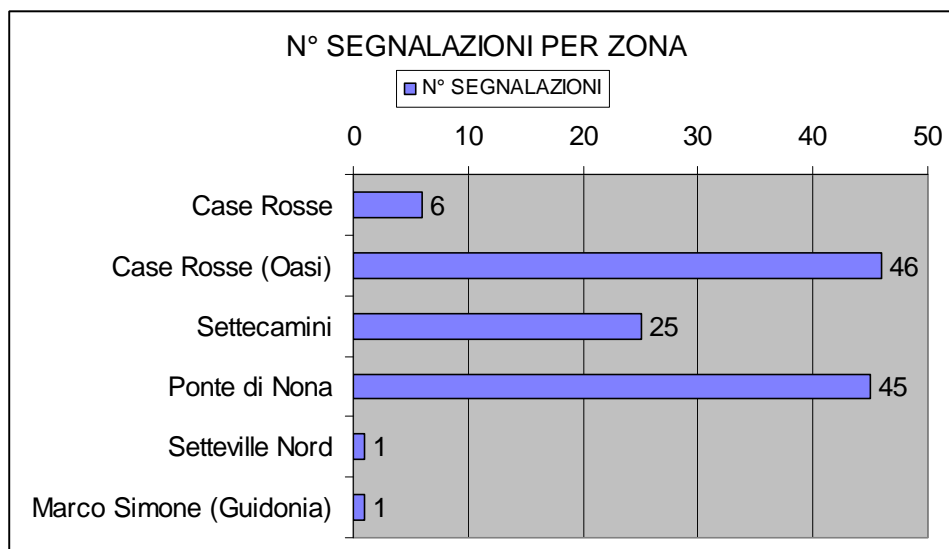 N° SEGNALAZIONI PER ZONA
N° SEGNALAZIONI
0 10 20 30 40 50
Case Rosse 6
Case Rosse (Oasi) 46
Settecamini 25
Ponte di Nona 45
Setteville Nord 1
Marco Simone (Guidonia) 1